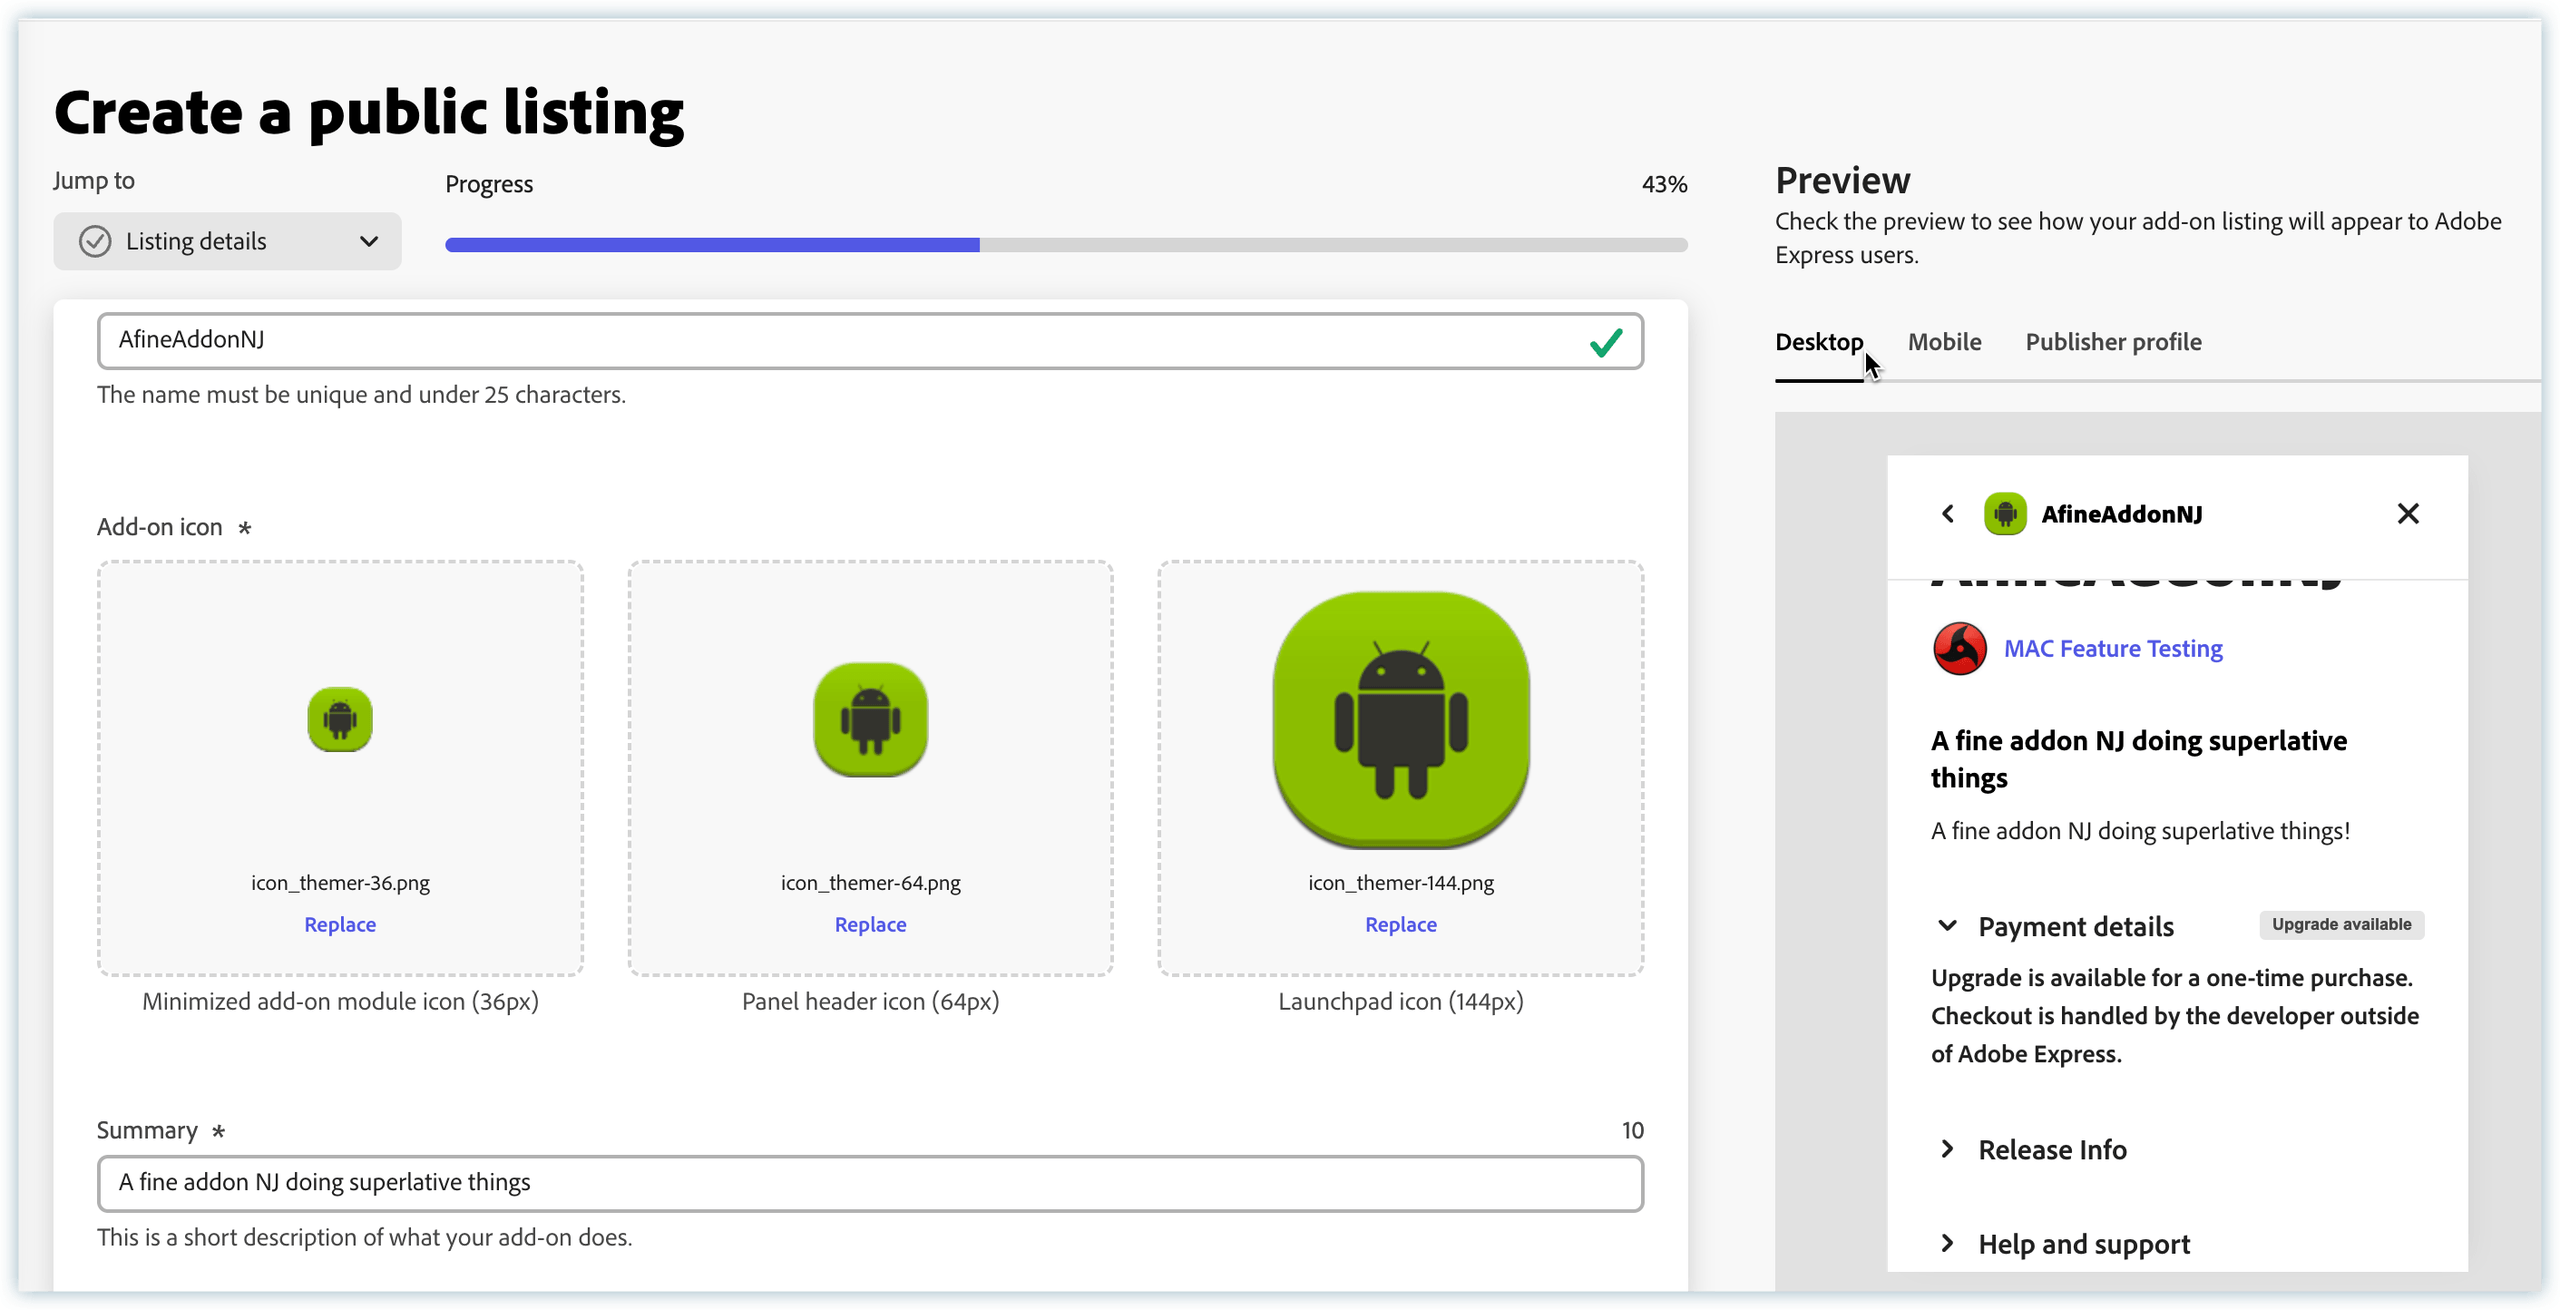 Create a public listing
Jump to
Listing details
Progress
43%
AfineAddonNJ
The name must be unique and under 25 characters.
Add-on icon *
icon_themer-36.png
Replace
Minimized add-on module icon (36px)
icon_themer-64.png
Replace
Panel header icon (64px)
icon_themer-144.png
Replace
Launchpad icon (144px)
Summary *
10
A fine addon NJ doing superlative things
This is a short description of what your add-on does.
Preview
Check the preview to see how your add-on listing will appear to Adobe
Express users.
Desktop
Mobile
Publisher profile
AfineAddonNJ
AfineAddonNJ
MAC Feature Testing
A fine addon NJ doing superlative
things
A fine addon NJ doing superlative things!
Payment details
Upgrade available
Upgrade is available for a one-time purchase.
Checkout is handled by the developer outside
of Adobe Express.
Release Info
Help and support